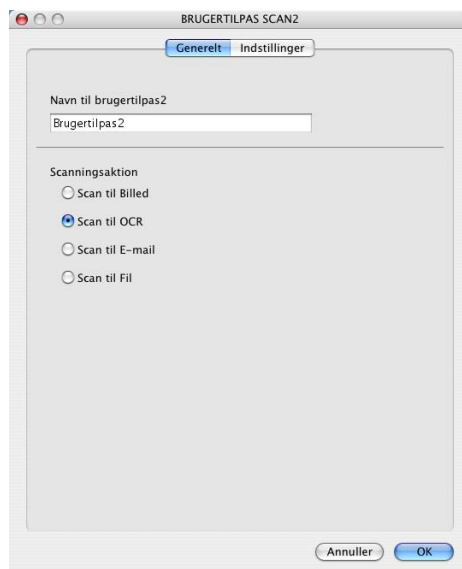 BRUGERTILPAS SCAN2
Generelt Indstillinger
Navn til brugertilpas2
Brugertilpas2
Scanningsaktion
Scan til Billed
Scan til OCR
Scan til E-mail
Scan til Fil
Annuller OK